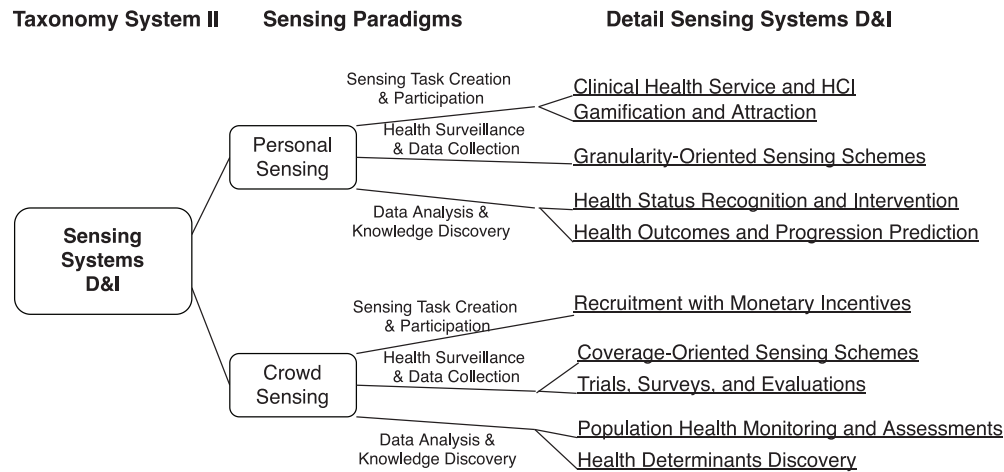 Taxonomy System II
Sensing Paradigms
Detail Sensing Systems D&I
Sensing Systems D&I
Personal Sensing
Sensing Task Creation
& Participation
Clinical Health Service and HCI
Gamification and Attraction
Health Surveillance
& Data Collection
Granularity-Oriented Sensing Schemes
Data Analysis &
Knowledge Discovery
Health Status Recognition and Intervention
Health Outcomes and Progression Prediction
Crowd
Sensing
Sensing Task Creation
& Participation
Recruitment with Monetary Incentives
Health Surveillance
& Data Collection
Coverage-Oriented Sensing Schemes
Trials, Surveys, and Evaluations
Data Analysis &
Knowledge Discovery
Population Health Monitoring and Assessments
Health Determinants Discovery